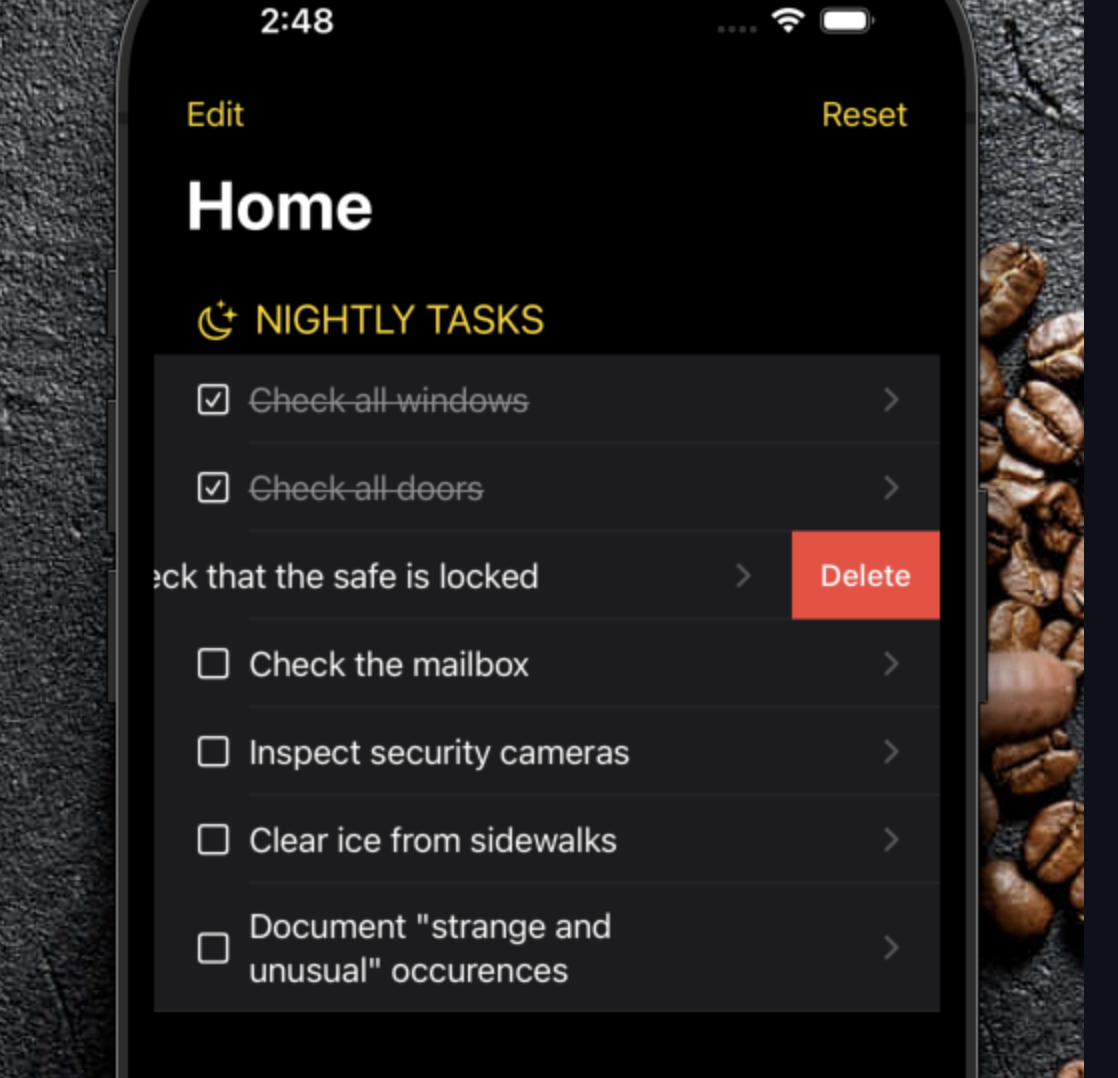 2:48
Edit
Reset
Home
NIGHTLY TASKS
Check all windows
Check all doors
eck that the safe is locked
Delete
Check the mailbox
Inspect security cameras
Clear ice from sidewalks
Document "strange and
unusual" occurences